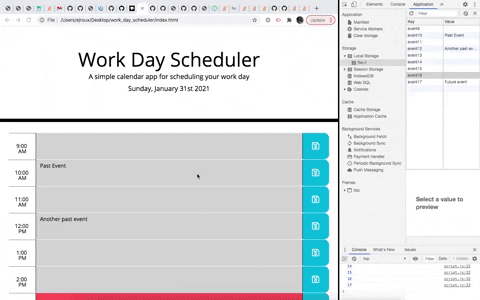 File | /Users/ejroux/Desktop/work_day_scheduler/index.html
Update
Work Day Scheduler
A simple calendar app for scheduling your work day
Sunday, January 31st 2021
9:00
AM
10:00
AM
Past Event
11:00
AM
12:00
PM
Another past event
1:00
PM
2:00
PM
Elements
Console
Sources
Network
Application
Application
Manifest
Service Workers
Clear storage
Storage
Local Storage
file://
Session Storage
IndexedDB
Web SQL
Cookies
Cache
Cache Storage
Application Cache
Background Services
Background Fetch
Background Sync
Notifications
Payment Handler
Periodic Background Sync
Push Messaging
Frames
top
Filter
Key
Value
event9
event10
Past Event
event11
event12
Another past ev...
event13
event14
event15
event16
event17
Future event
Select a value to
preview
Console
What's New
Issues
top
Filter
Default
14
script.js:32
15
script.js:32
16
script.js:32
17
script.js:32